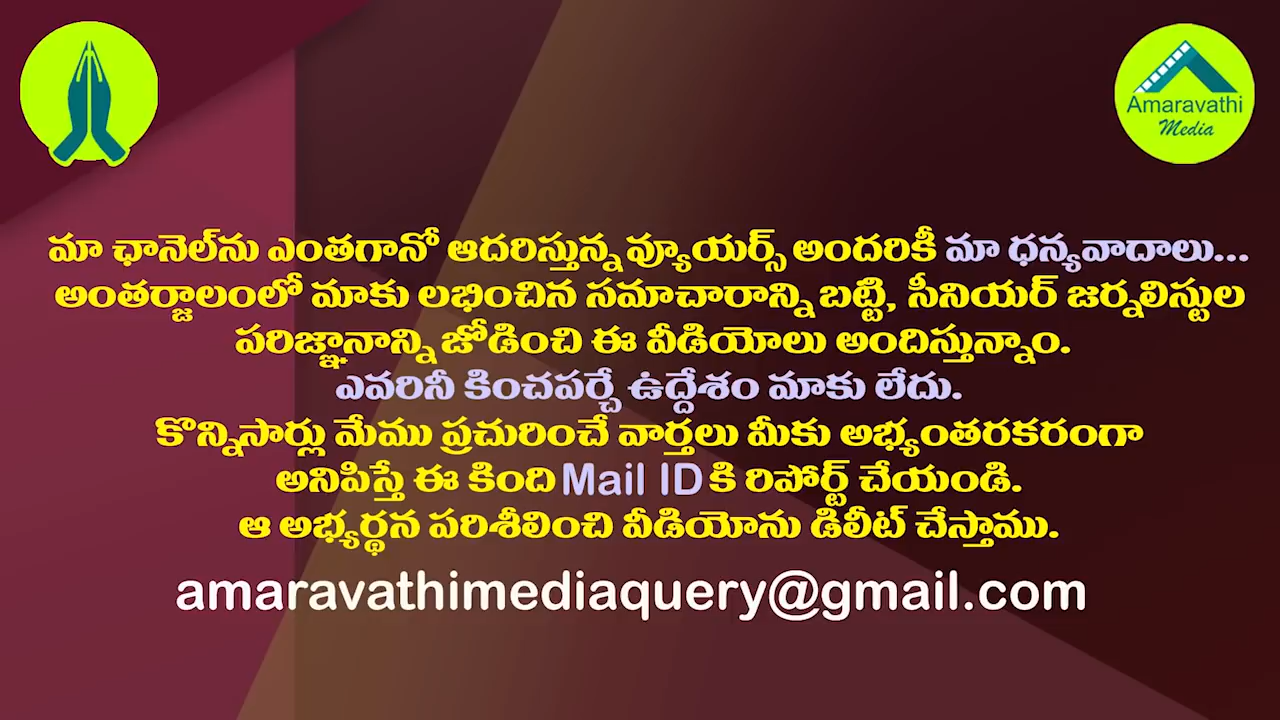 Amaravathi
Media
మా ఛానెల్‌ను ఎంతగానో ఆదరిస్తున్న వ్యూయర్స్ అందరికీ మా ధన్యవాదాలు...
అంతర్జాలంలో మాకు లభించిన సమాచారాన్ని బట్టి, సీనియర్ జర్నలిస్టుల
పరిజ్ఞానాన్ని జోడించి ఈ వీడియోలు అందిస్తున్నాం.
ఎవరినీ కించపర్చే ఉద్దేశం మాకు లేదు.
కొన్నిసార్లు మేము ప్రచురించే వార్తలు మీకు అభ్యంతరకరంగా
అనిపిస్తే ఈ కింది Mail ID కి రిపోర్ట్ చేయండి.
ఆ అభ్యర్థన పరిశీలించి వీడియోను డిలీట్ చేస్తాము.
amaravathimediaquery@gmail.com